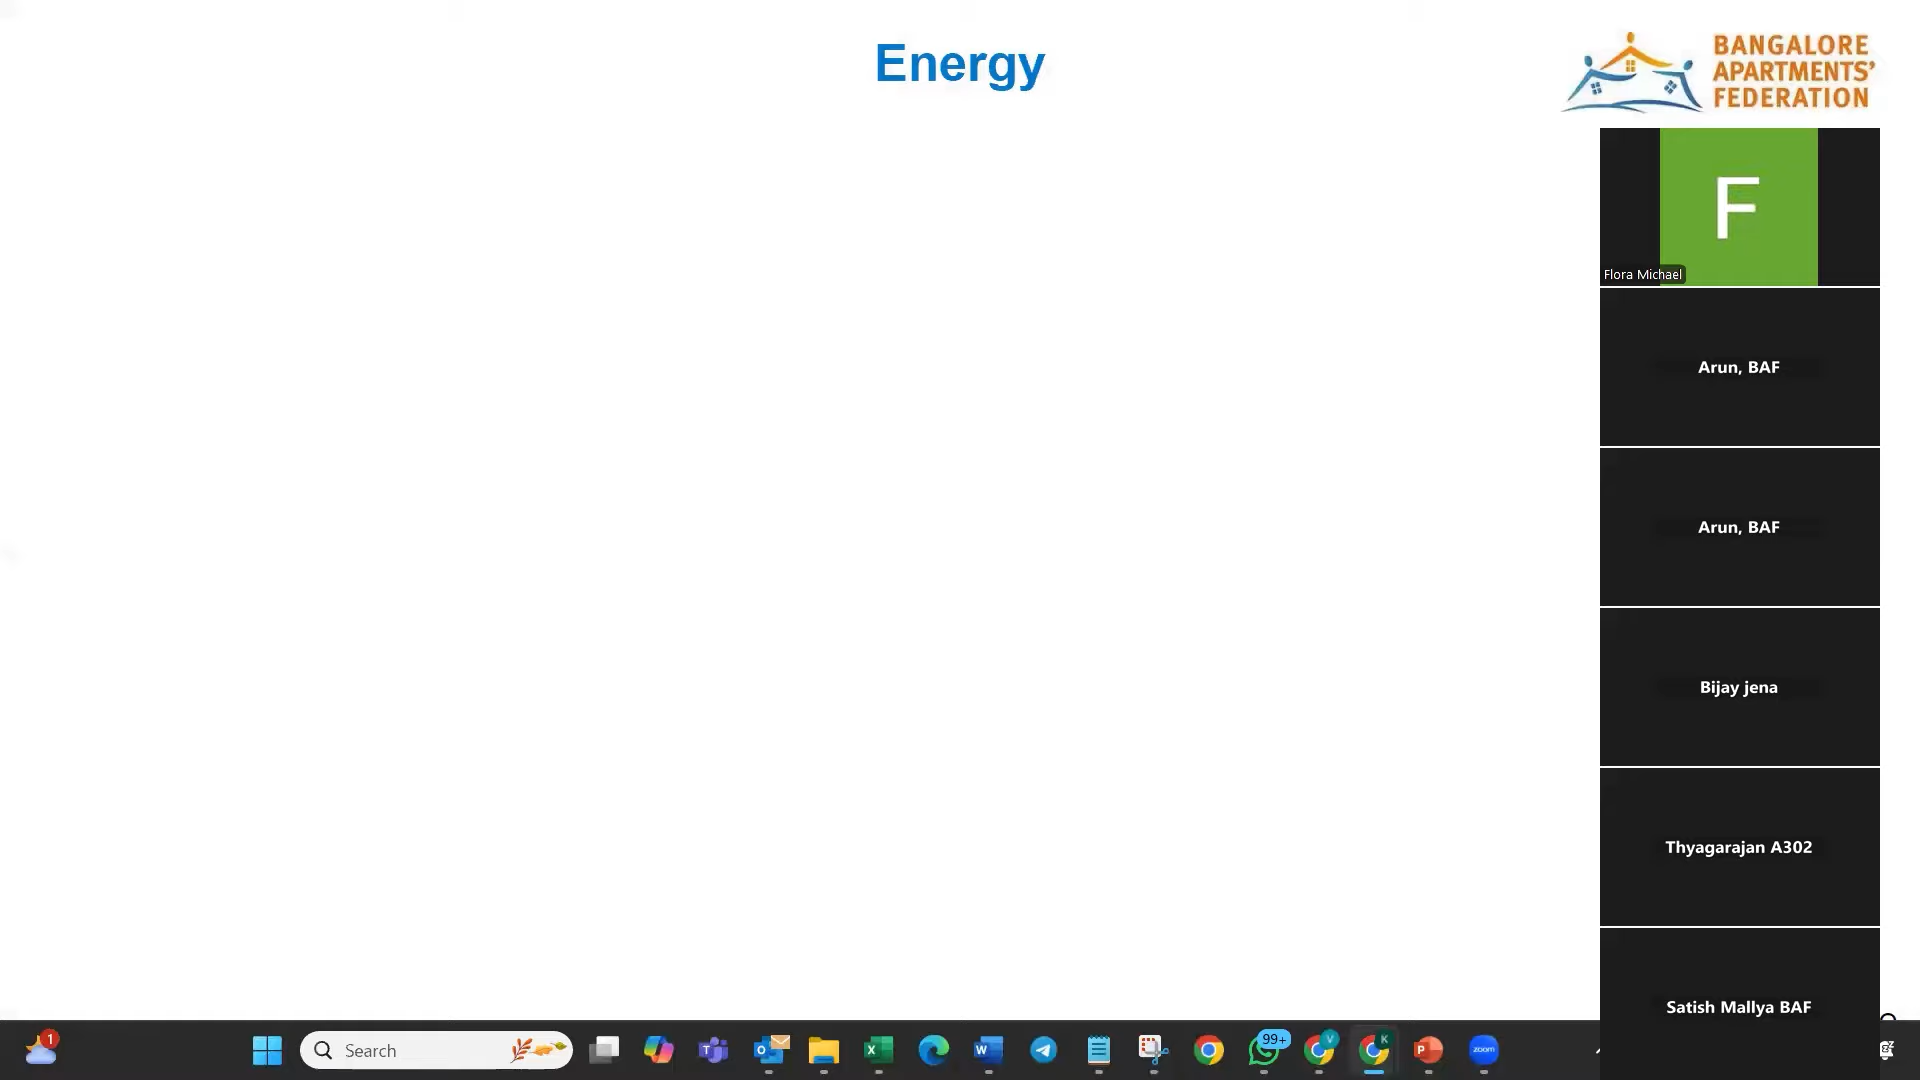 Energy
BANGALORE
APARTMENTS’
FEDERATION
F
Flora Michael
Arun, BAF
Arun, BAF
Bijay jena
Thyagarajan A302
Satish Mallya BAF
1
Search
99+
V
K
zoom